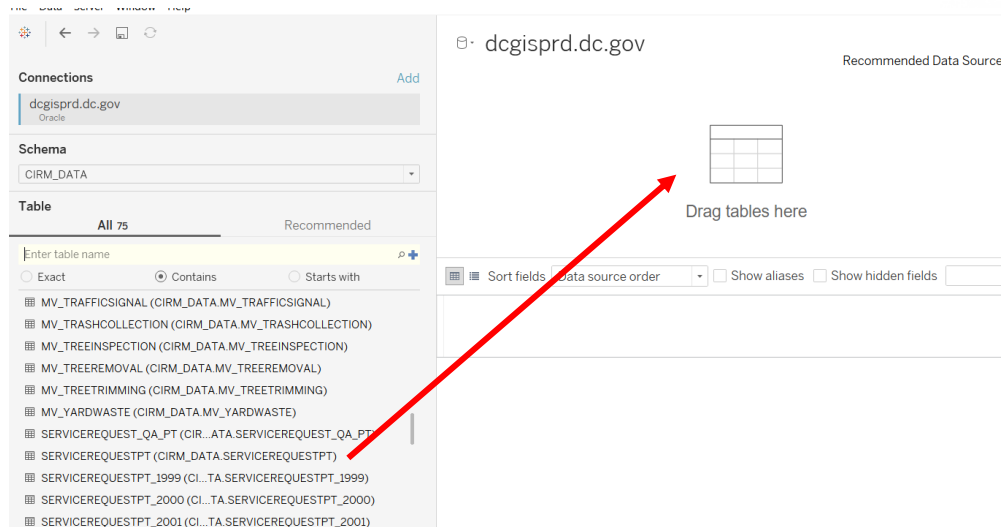 File Data Server Window Help
dcgisprd.dc.gov
Recommended Data Source
Connections
Add
dcgisprd.dc.gov
Oracle
Schema
CIRM_DATA
Table
All 75
Recommended
Enter table name
Exact
Contains
Starts with
Drag tables here
Sort fields
Data source order
Show aliases
Show hidden fields
MV_TRAFFICSIGNAL (CIRM_DATA.MV_TRAFFICSIGNAL)
MV_TRASHCOLLECTION (CIRM_DATA.MV_TRASHCOLLECTION)
MV_TREEINSPECTION (CIRM_DATA.MV_TREEINSPECTION)
MV_TREEREMOVAL (CIRM_DATA.MV_TREEREMOVAL)
MV_TREETRIMMING (CIRM_DATA.MV_TREETRIMMING)
MV_YARDWASTE (CIRM_DATA.MV_YARDWASTE)
SERVICEREQUEST_QA_PT (CIR...ATA.SERVICEREQUEST_QA_PT)
SERVICEREQUESTPT (CIRM_DATA.SERVICEREQUESTPT)
SERVICEREQUESTPT_1999 (CI...TA.SERVICEREQUESTPT_1999)
SERVICEREQUESTPT_2000 (CI...TA.SERVICEREQUESTPT_2000)
SERVICEREQUESTPT_2001 (CI...TA.SERVICEREQUESTPT_2001)